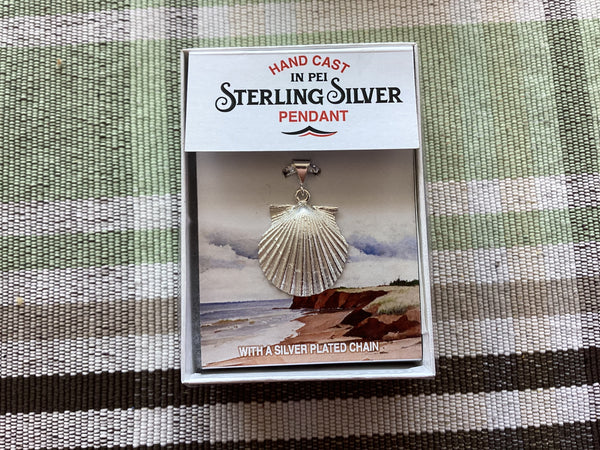 HAND CAST
IN PEI
STERLING SILVER
PENDANT
WITH A SILVER PLATED CHAIN